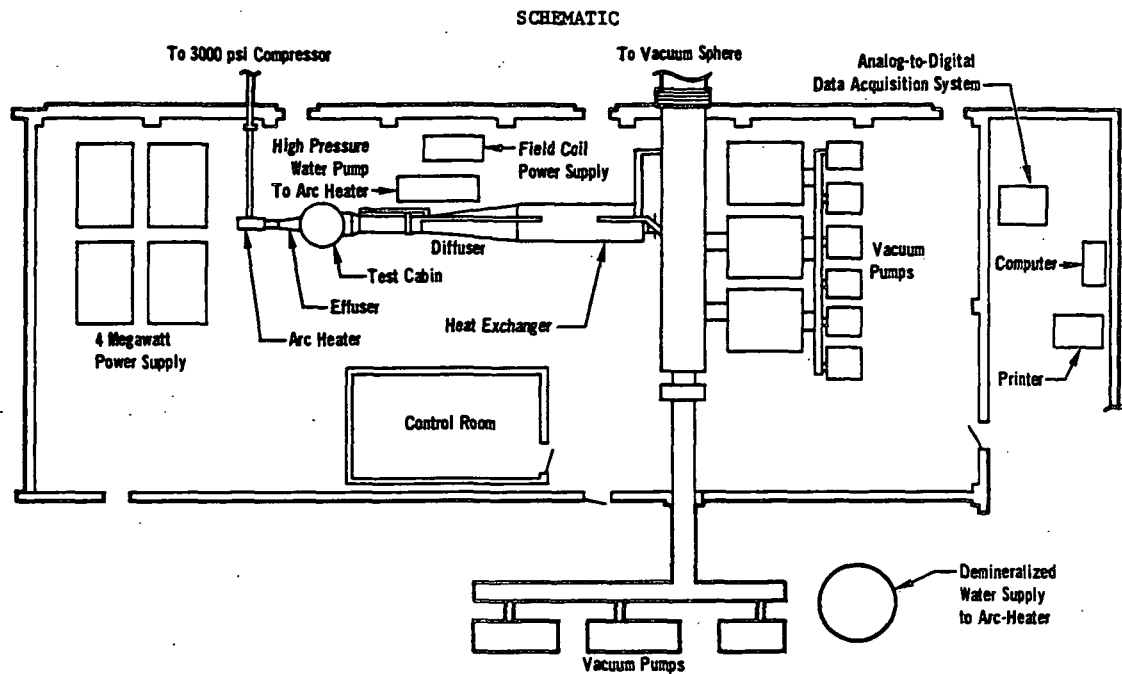 SCHEMATIC
To 3000 psi Compressor
To Vacuum Sphere
Analog-to-Digital
Data Acquisition System
High Pressure
Water Pump
To Arc Heater
Field Coil
Power Supply
Diffuser
Test Cabin
Effuser
Arc Heater
Heat Exchanger
4 Megawatt
Power Supply
Vacuum
Pumps
Computer
Printer
Control Room
Demineralized
Water Supply
to Arc-Heater
Vacuum Pumps